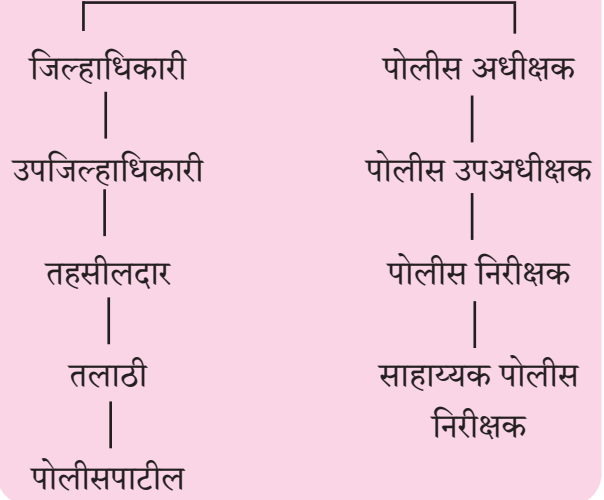 जिल्हाधिकारी
उपजिल्हाधिकारी
तहसीलदार
तलाठी
पोलीसपाटील
पोलीस अधीक्षक
पोलीस उपअधीक्षक
पोलीस निरीक्षक
साहाय्यक पोलीस
निरीक्षक